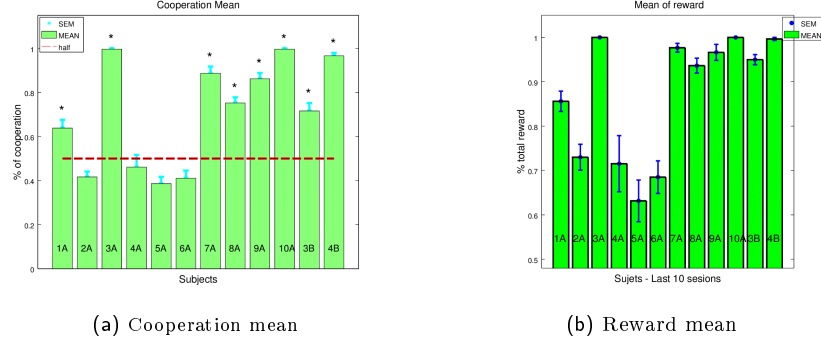 Cooperation Mean
SEM
MEAN
half
1
0.8
0.6
0.4
0.2
0
% of cooperation
* * * * * * * *
1A 2A 3A 4A 5A 6A 7A 8A 9A 10A 3B 4B
Subjects
(a) Cooperation mean
Mean of reward
SEM
MEAN
1
0.9
0.8
0.7
0.6
0.5
% total reward
1A 2A 3A 4A 5A 6A 7A 8A 9A 10A 3B 4B
Sujets - Last 10 sesions
(b) Reward mean